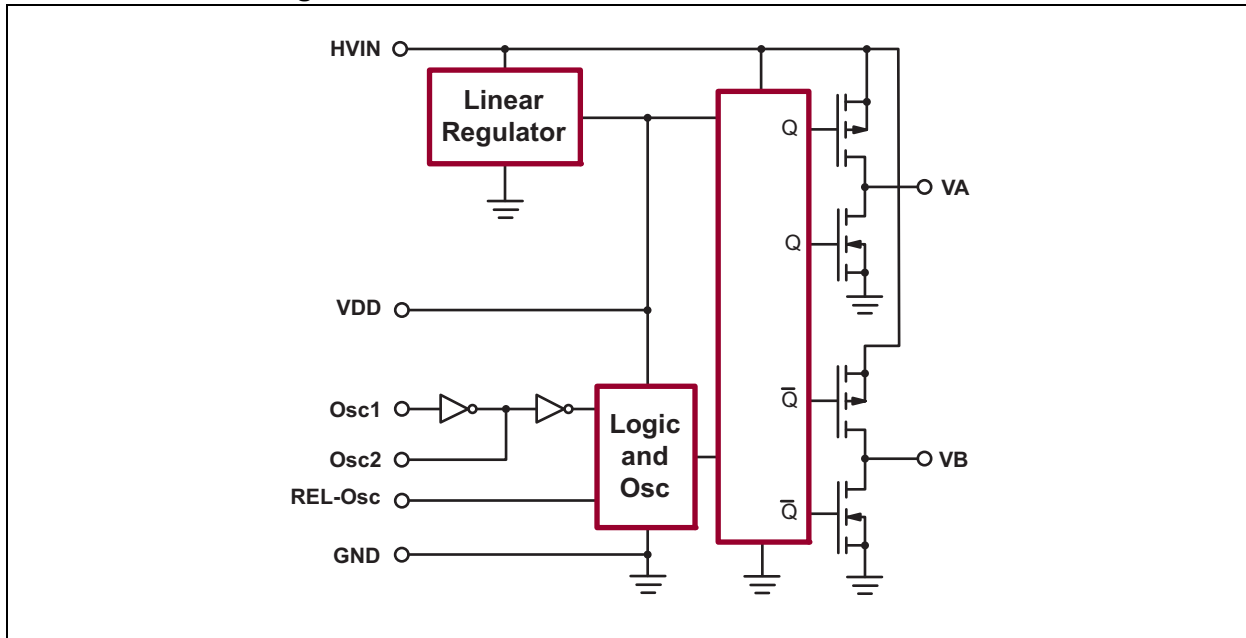 HVIN
Linear
Regulator
Q
VA
Q
VDD
Q̅
Osc1
Logic
and
Osc
Osc2
VB
REL-Osc
Q̅
GND